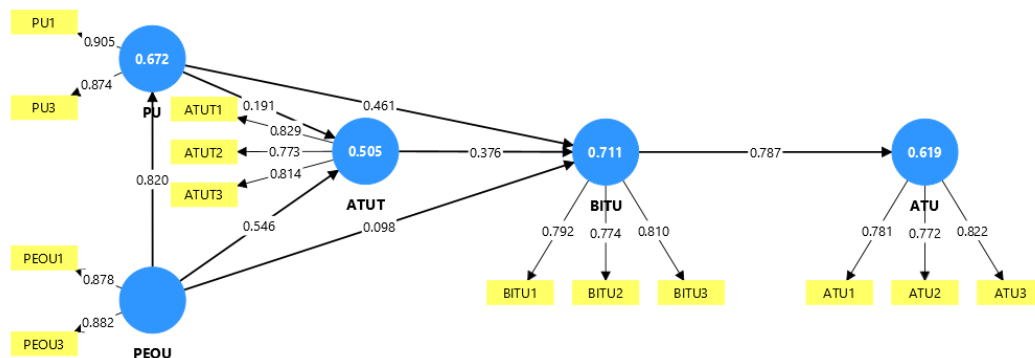 PU1
0.905
0.672
0.874
PU3
PU
0.191
0.461
ATUT1
0.829
ATUT2
0.773
0.505
0.376
0.711
0.787
0.619
0.814
ATUT3
0.820
ATUT
BITU
ATU
0.546
0.098
0.792
0.774
0.810
0.781
0.772
0.822
PEOU1
0.878
BITU1
BITU2
BITU3
ATU1
ATU2
ATU3
0.882
PEOU3
PEOU